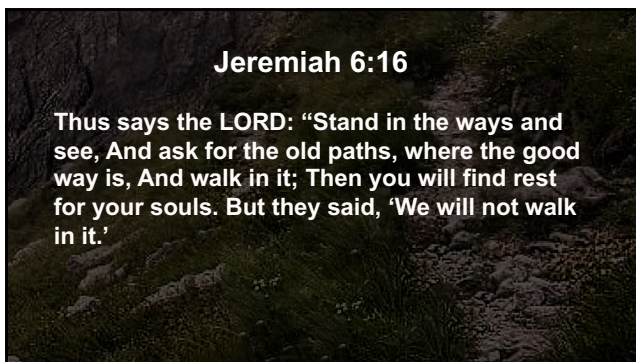 Jeremiah 6:16
Thus says the LORD: “Stand in the ways and
see, And ask for the old paths, where the good
way is, And walk in it; Then you will find rest
for your souls. But they said, ‘We will not walk
in it.’